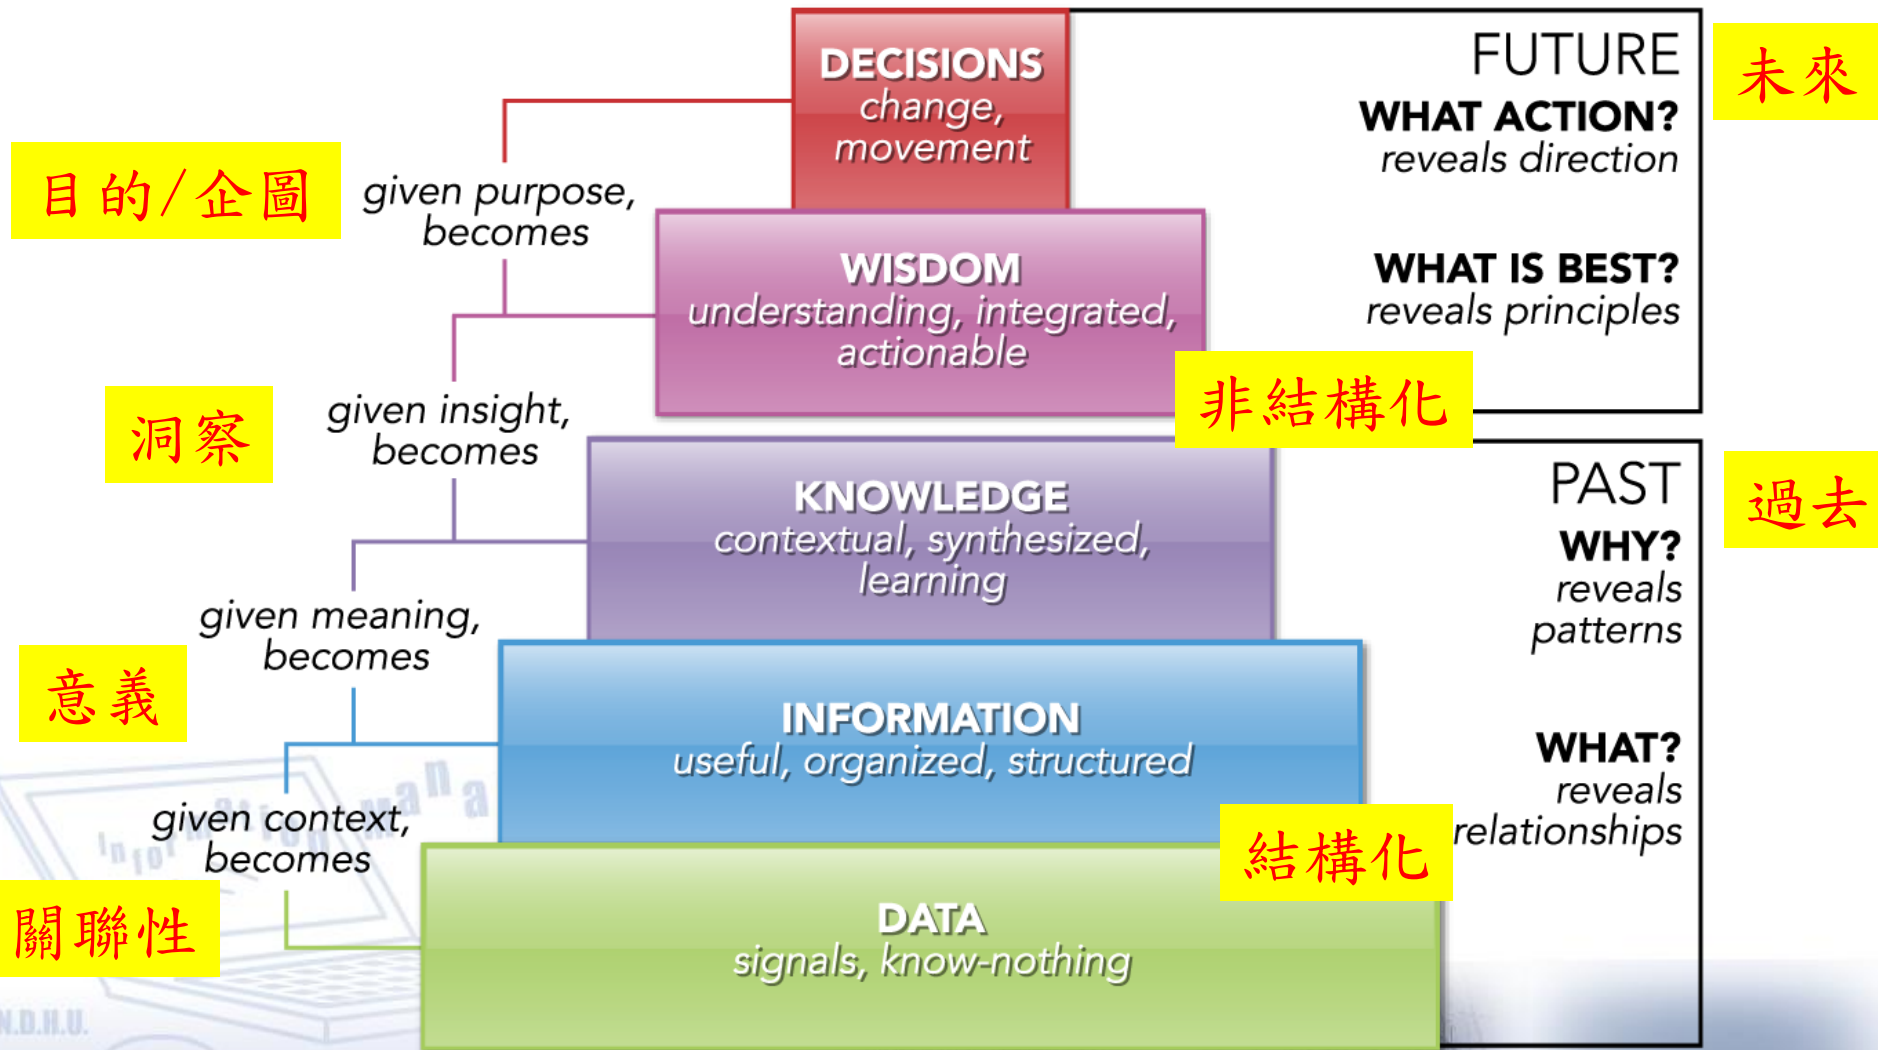 DECISIONS
change,
movement
FUTURE
未來
WHAT ACTION?
reveals direction
目的/企圖
given purpose,
becomes
WISDOM
understanding, integrated,
actionable
WHAT IS BEST?
reveals principles
非結構化
洞察
given insight,
becomes
KNOWLEDGE
contextual, synthesized,
learning
PAST
過去
WHY?
reveals
patterns
given meaning,
becomes
意義
INFORMATION
useful, organized, structured
WHAT?
reveals
relationships
given context,
becomes
Information mana
結構化
關聯性
DATA
signals, know-nothing
N.D.H.U.